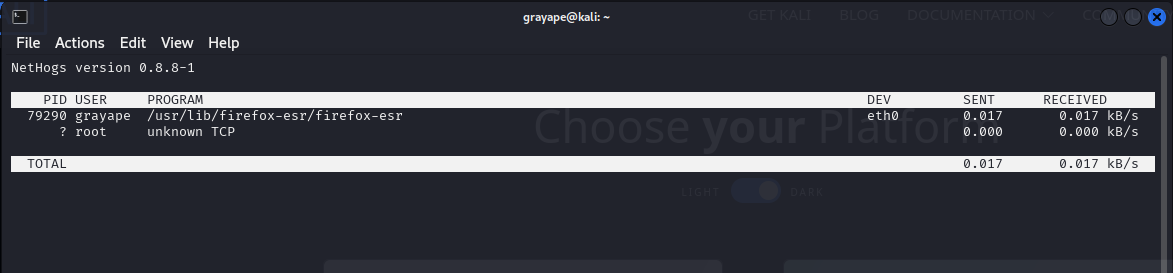 grayape@kali: ~
GET KALI BLOG DOCUMENTATION
File Actions Edit View Help
NetHogs version 0.8.8-1
PID USER PROGRAM DEV SENT RECEIVED
79290 grayape /usr/lib/firefox-esr/firefox-esr eth0 0.017 0.017 kB/s
? root unknown TCP 0.000 0.000 kB/s
Choose your Platform
TOTAL 0.017 0.017 kB/s
LIGHT DARK